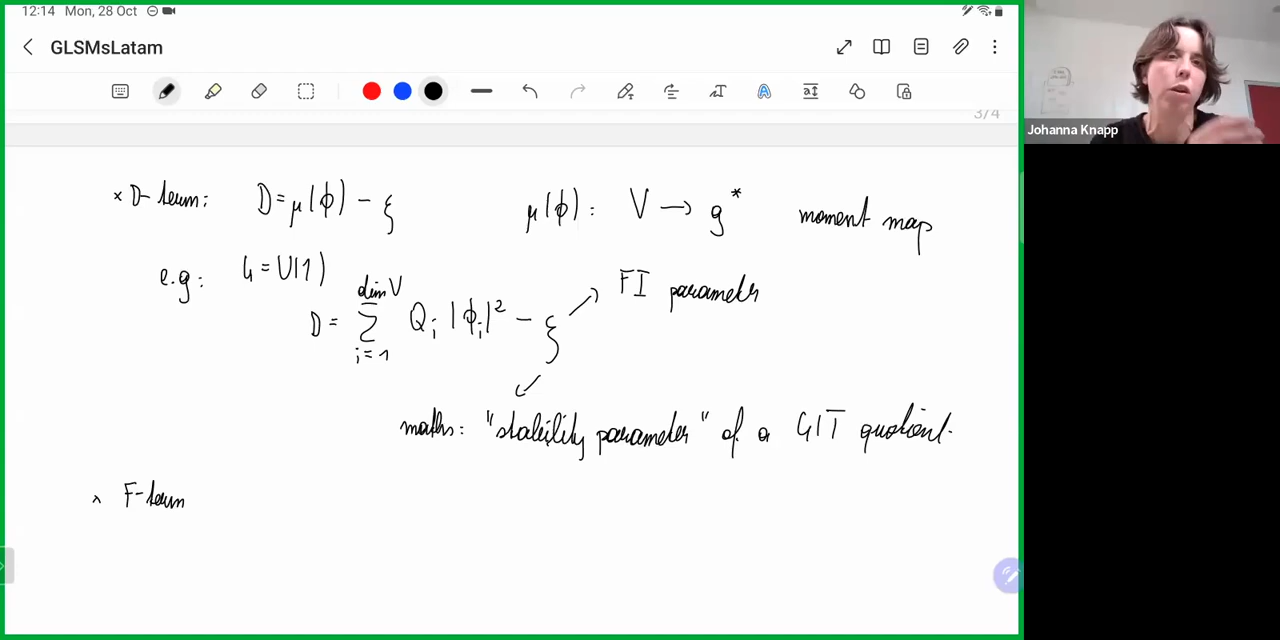 12:14 Mon, 28 Oct
GLSMsLatam
3/4
Johanna Knapp
× D-term: D = μ(ϕ) - ξ μ(ϕ): V → g* moment map
e.g: G = U(1)
D = Σ_{i=1}^{dim V} Q_i |ϕ_i|² - ξ FI parameter
maths: "stability parameter" of a GIT quotient.
× F-term